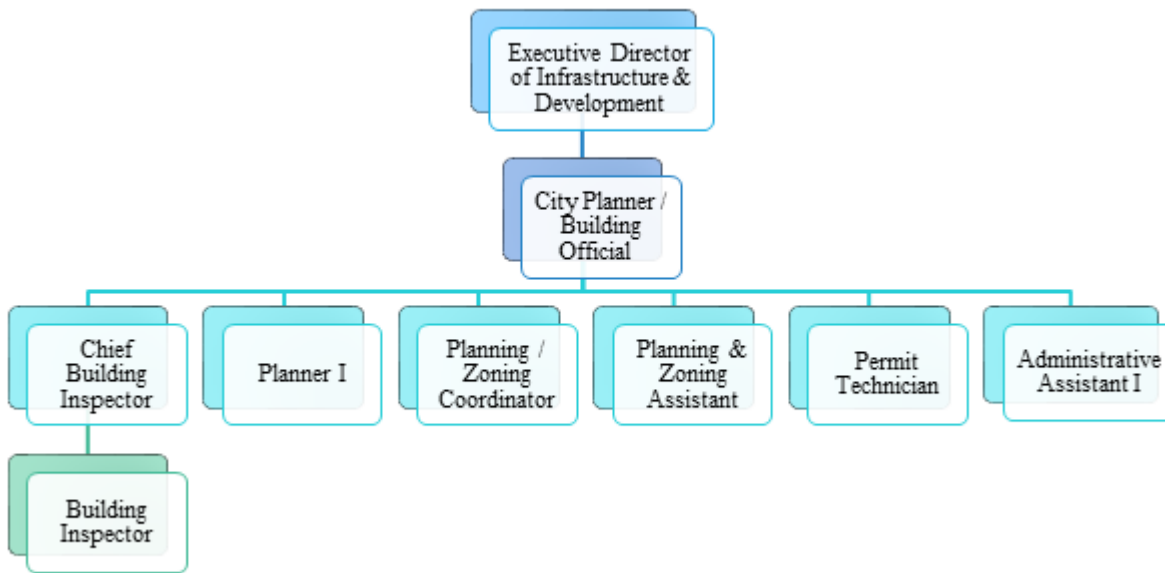 Executive Director
of Infrastructure &
Development
City Planner /
Building
Official
Chief
Building
Inspector
Planner I
Planning /
Zoning
Coordinator
Planning &
Zoning
Assistant
Permit
Technician
Administrative
Assistant I
Building
Inspector